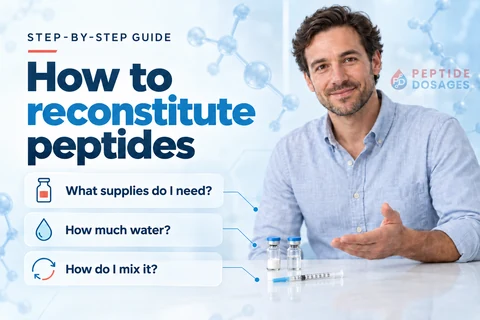 STEP-BY-STEP GUIDE
How to
reconstitute
peptides
What supplies do I need?
How much water?
How do I mix it?
PD
PEPTIDE
DOSAGES